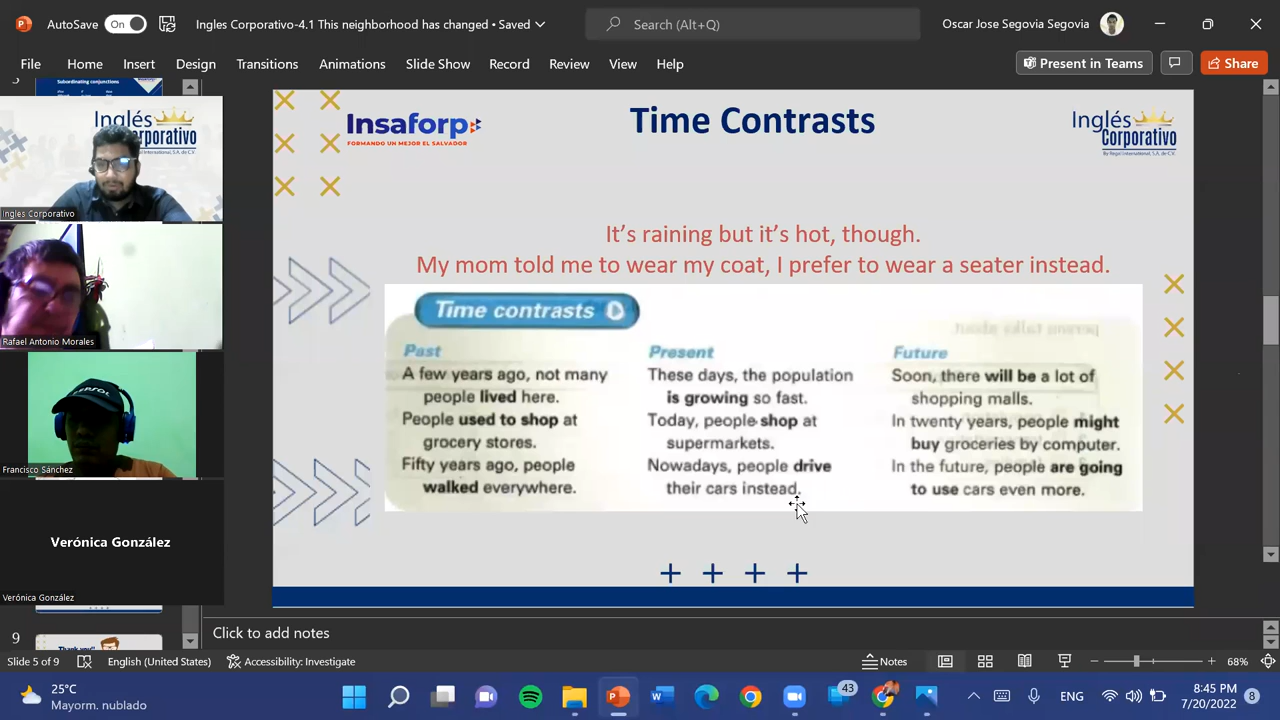 AutoSave On Ingles Corporativo-4.1 This neighborhood has changed • Saved Search (Alt+Q) Oscar Jose Segovia Segovia
File Home Insert Design Transitions Animations Slide Show Record Review View Help Present in Teams Share
Subordinating conjunctions
Inglés Corporativo
Ingles Corporativo
Rafael Antonio Morales
Francisco Sánchez
Verónica González
Verónica González
9
Thank you"
Insaforp
FORMANDO UN MEJOR EL SALVADOR
Time Contrasts
Inglés Corporativo
By Regal International, S.A. de C.V.
It's raining but it's hot, though.
My mom told me to wear my coat, I prefer to wear a seater instead.
Time contrasts
Past
A few years ago, not many
people lived here.
People used to shop at
grocery stores.
Fifty years ago, people
walked everywhere.
Present
These days, the population
is growing so fast.
Today, people shop at
supermarkets.
Nowadays, people drive
their cars instead.
Future
Soon, there will be a lot of
shopping malls.
In twenty years, people might
buy groceries by computer.
In the future, people are going
to use cars even more.
Click to add notes
Slide 5 of 9 English (United States) Accessibility: Investigate Notes 68%
25°C
Mayorm. nublado
43
ENG
8:45 PM
7/20/2022
8